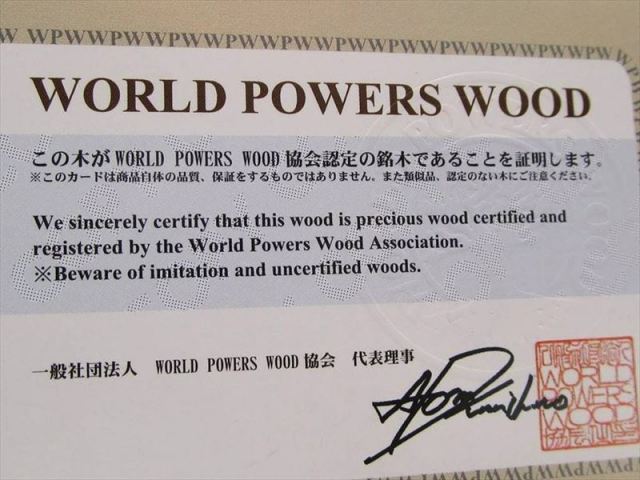 WPWWPWWPWWPWWPWWPWWPWWPWWPWWPW
WORLD POWERS WOOD
この木がWORLD POWERS WOOD協会認定の銘木であることを証明します。
※このカードは商品自体の品質、保証をするものではありません。また類似品、認定のない木にご注意ください。
We sincerely certify that this wood is precious wood certified and
registered by the World Powers Wood Association.
※Beware of imitation and uncertified woods.
一般社団法人 WORLD POWERS WOOD協会 代表理事
WORLD
POWERS
WOOD